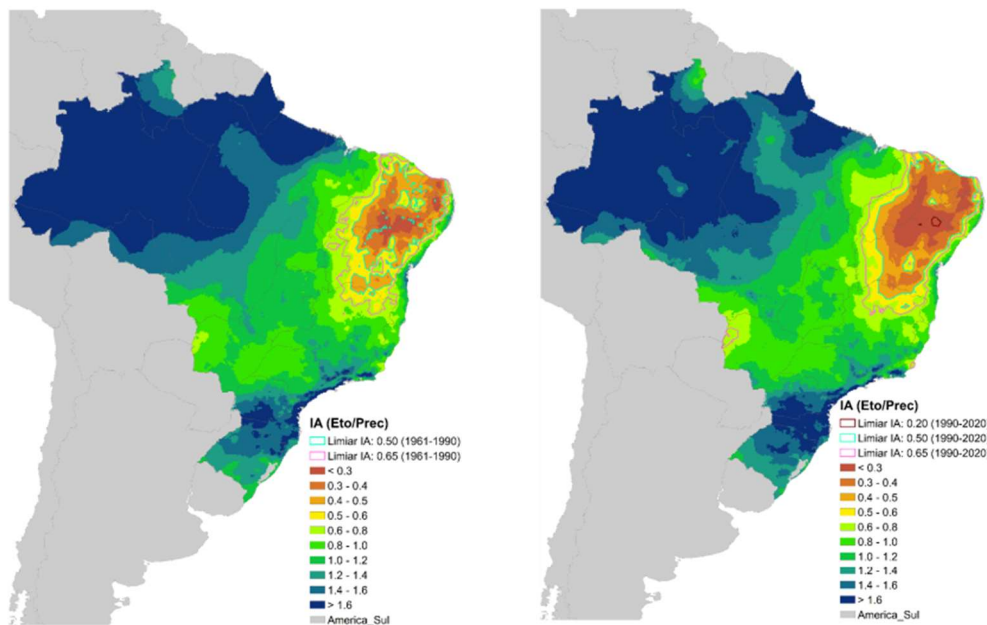 IA (Eto/Prec)
Limiar IA: 0.50 (1961-1990)
Limiar IA: 0.65 (1961-1990)
< 0.3
0.3 - 0.4
0.4 - 0.5
0.5 - 0.6
0.6 - 0.8
0.8 - 1.0
1.0 - 1.2
1.2 - 1.4
1.4 - 1.6
> 1.6
America_Sul
IA (Eto/Prec)
Limiar IA: 0.20 (1990-2020
Limiar IA: 0.50 (1990-2020
Limiar IA: 0.65 (1990-2020
< 0.3
0.3 - 0.4
0.4 - 0.5
0.5 - 0.6
0.6 - 0.8
0.8 - 1.0
1.0 - 1.2
1.2 - 1.4
1.4 - 1.6
> 1.6
America_Sul